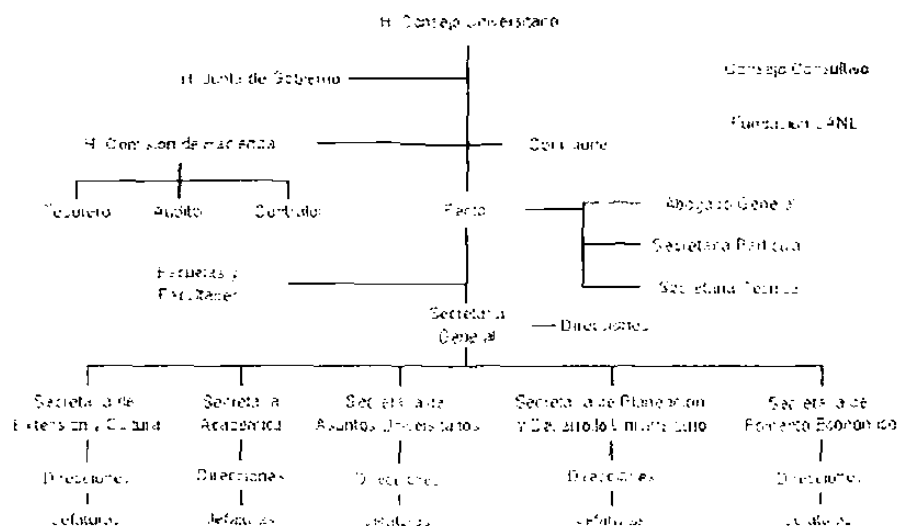 H. Consejo Universitario
H. Junta de Gobierno
Consejo Consultivo
Fundación UANL
H. Comisión de Hacienda
Tesorero
Auditor
Contralor
Rector
Abogado General
Secretaría Particular
Secretaría Técnica
Escuelas y
Facultades
Secretaría
General
Direcciones
Secretaría de
Extensión y Cultura
Secretaría
Académica
Secretaría de
Asuntos Universitarios
Secretaría de Planeación
y Desarrollo Universitario
Secretaría de
Fomento Económico
Direcciones
Direcciones
Direcciones
Direcciones
Direcciones
Jefaturas
Jefaturas
Jefaturas
Jefaturas
Jefaturas